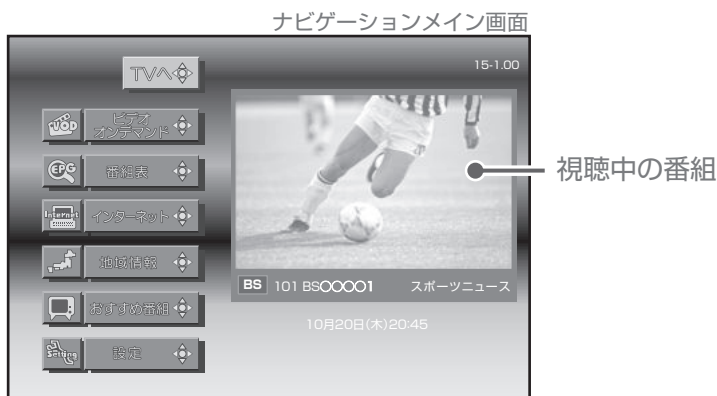 ナビゲーションメイン画面
TVへ
15-1.00
VOD
ビデオ
オンデマンド
EPG
番組表
視聴中の番組
Internet
インターネット
地域情報
BS 101 BS○○○○1 スポーツニュース
おすすめ番組
10月20日(木)20:45
Setting
設定